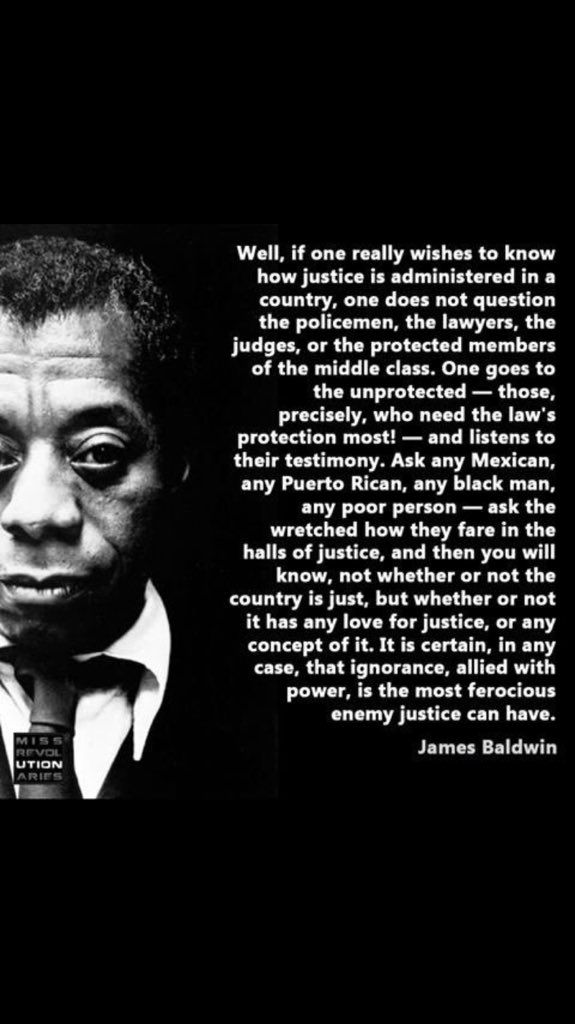 Well, if one really wishes to know
how justice is administered in a
country, one does not question
the policemen, the lawyers, the
judges, or the protected members
of the middle class. One goes to
the unprotected — those,
precisely, who need the law's
protection most! — and listens to
their testimony. Ask any Mexican,
any Puerto Rican, any black man,
any poor person — ask the
wretched how they fare in the
halls of justice, and then you will
know, not whether or not the
country is just, but whether or not
it has any love for justice, or any
concept of it. It is certain, in any
case, that ignorance, allied with
power, is the most ferocious
enemy justice can have.
James Baldwin
MISS
REVOL
UTION
ARIES